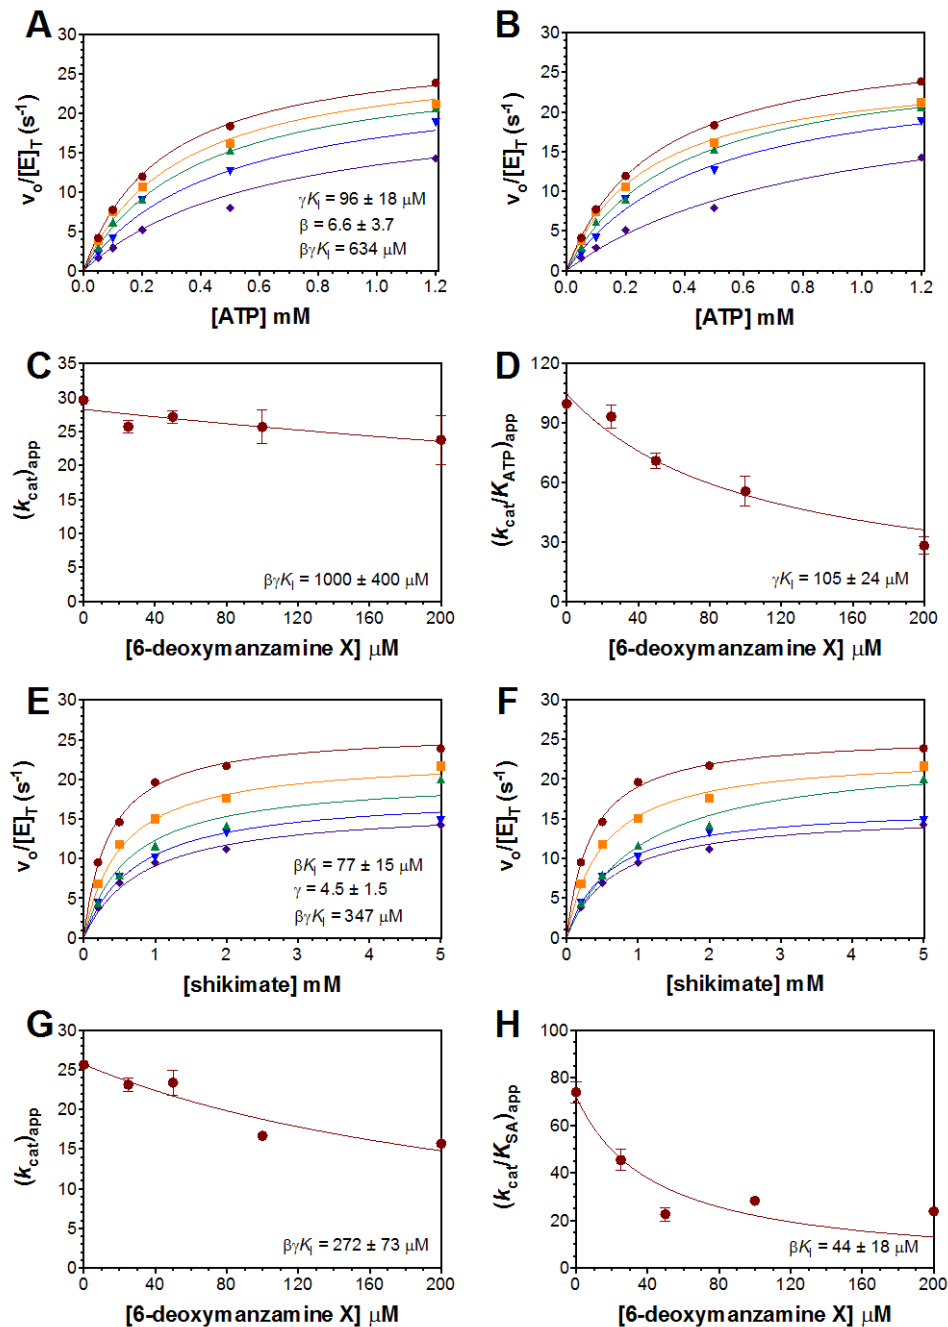 A
v₀/[E]T (s⁻¹)
30
25
20
15
10
5
0
γKI = 96 ± 18 μM
β = 6.6 ± 3.7
βγKI = 634 μM
0.0 0.2 0.4 0.6 0.8 1.0 1.2
[ATP] mM
B
v₀/[E]T (s⁻¹)
30
25
20
15
10
5
0
0.0 0.2 0.4 0.6 0.8 1.0 1.2
[ATP] mM
C
(kcat)app
35
30
25
20
15
10
5
0
βγKI = 1000 ± 400 μM
0 40 80 120 160 200
[6-deoxymanzamine X] μM
D
(kcat/KATP)app
120
90
60
30
0
γKI = 105 ± 24 μM
0 40 80 120 160 200
[6-deoxymanzamine X] μM
E
v₀/[E]T (s⁻¹)
30
25
20
15
10
5
0
βKI = 77 ± 15 μM
γ = 4.5 ± 1.5
βγKI = 347 μM
0 1 2 3 4 5
[shikimate] mM
F
v₀/[E]T (s⁻¹)
30
25
20
15
10
5
0
0 1 2 3 4 5
[shikimate] mM
G
(kcat)app
30
25
20
15
10
5
0
βγKI = 272 ± 73 μM
0 40 80 120 160 200
[6-deoxymanzamine X] μM
H
(kcat/KSA)app
100
80
60
40
20
0
βKI = 44 ± 18 μM
0 40 80 120 160 200
[6-deoxymanzamine X] μM